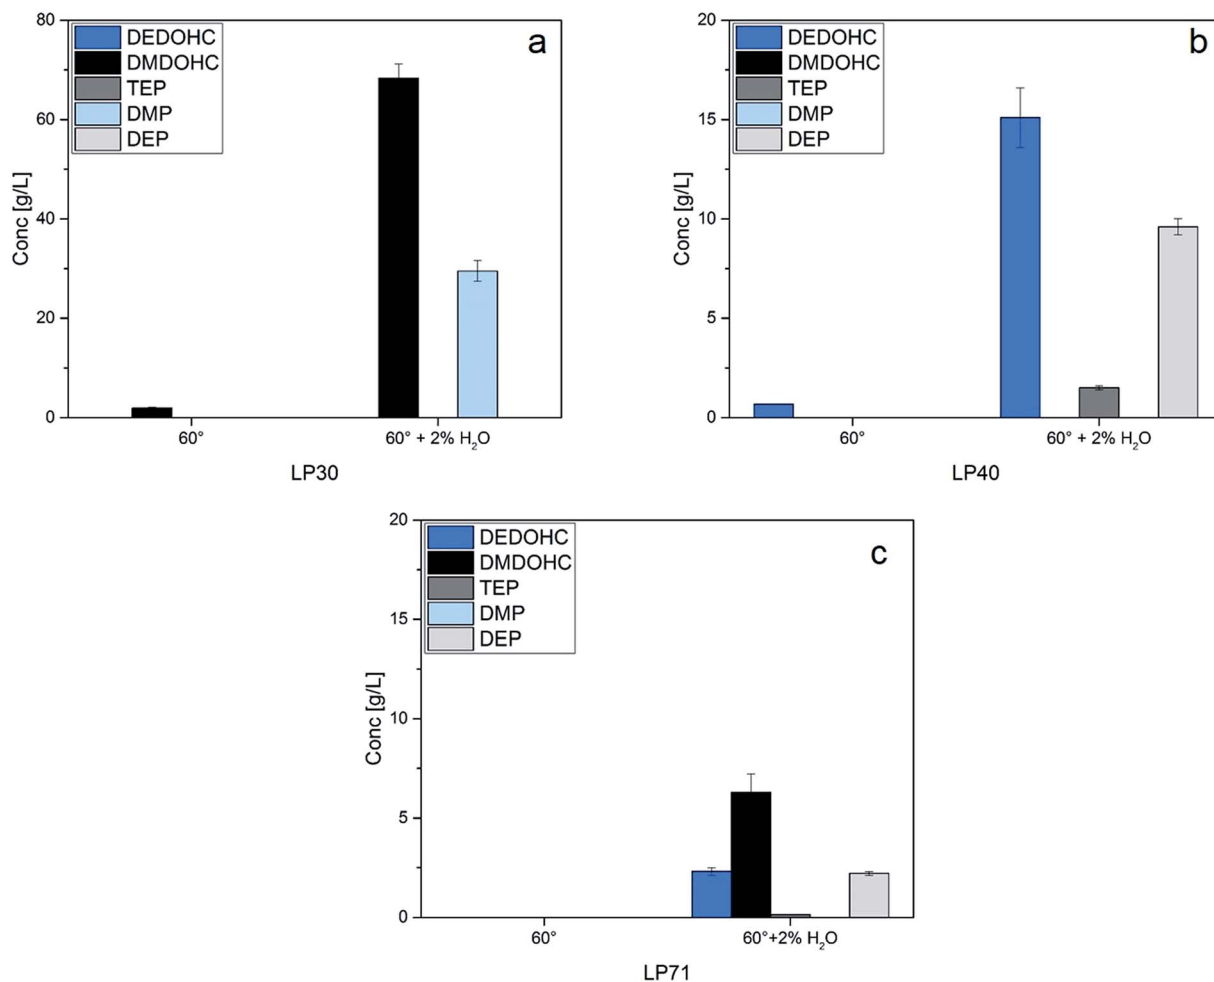 a
80
60
40
20
0
Conc [g/L]
DEDOHC
DMDOHC
TEP
DMP
DEP
60°
60° + 2% H₂O
LP30
b
20
15
10
5
0
Conc [g/L]
DEDOHC
DMDOHC
TEP
DMP
DEP
60°
60° + 2% H₂O
LP40
c
20
15
10
5
0
Conc [g/L]
DEDOHC
DMDOHC
TEP
DMP
DEP
60°
60°+2% H₂O
LP71